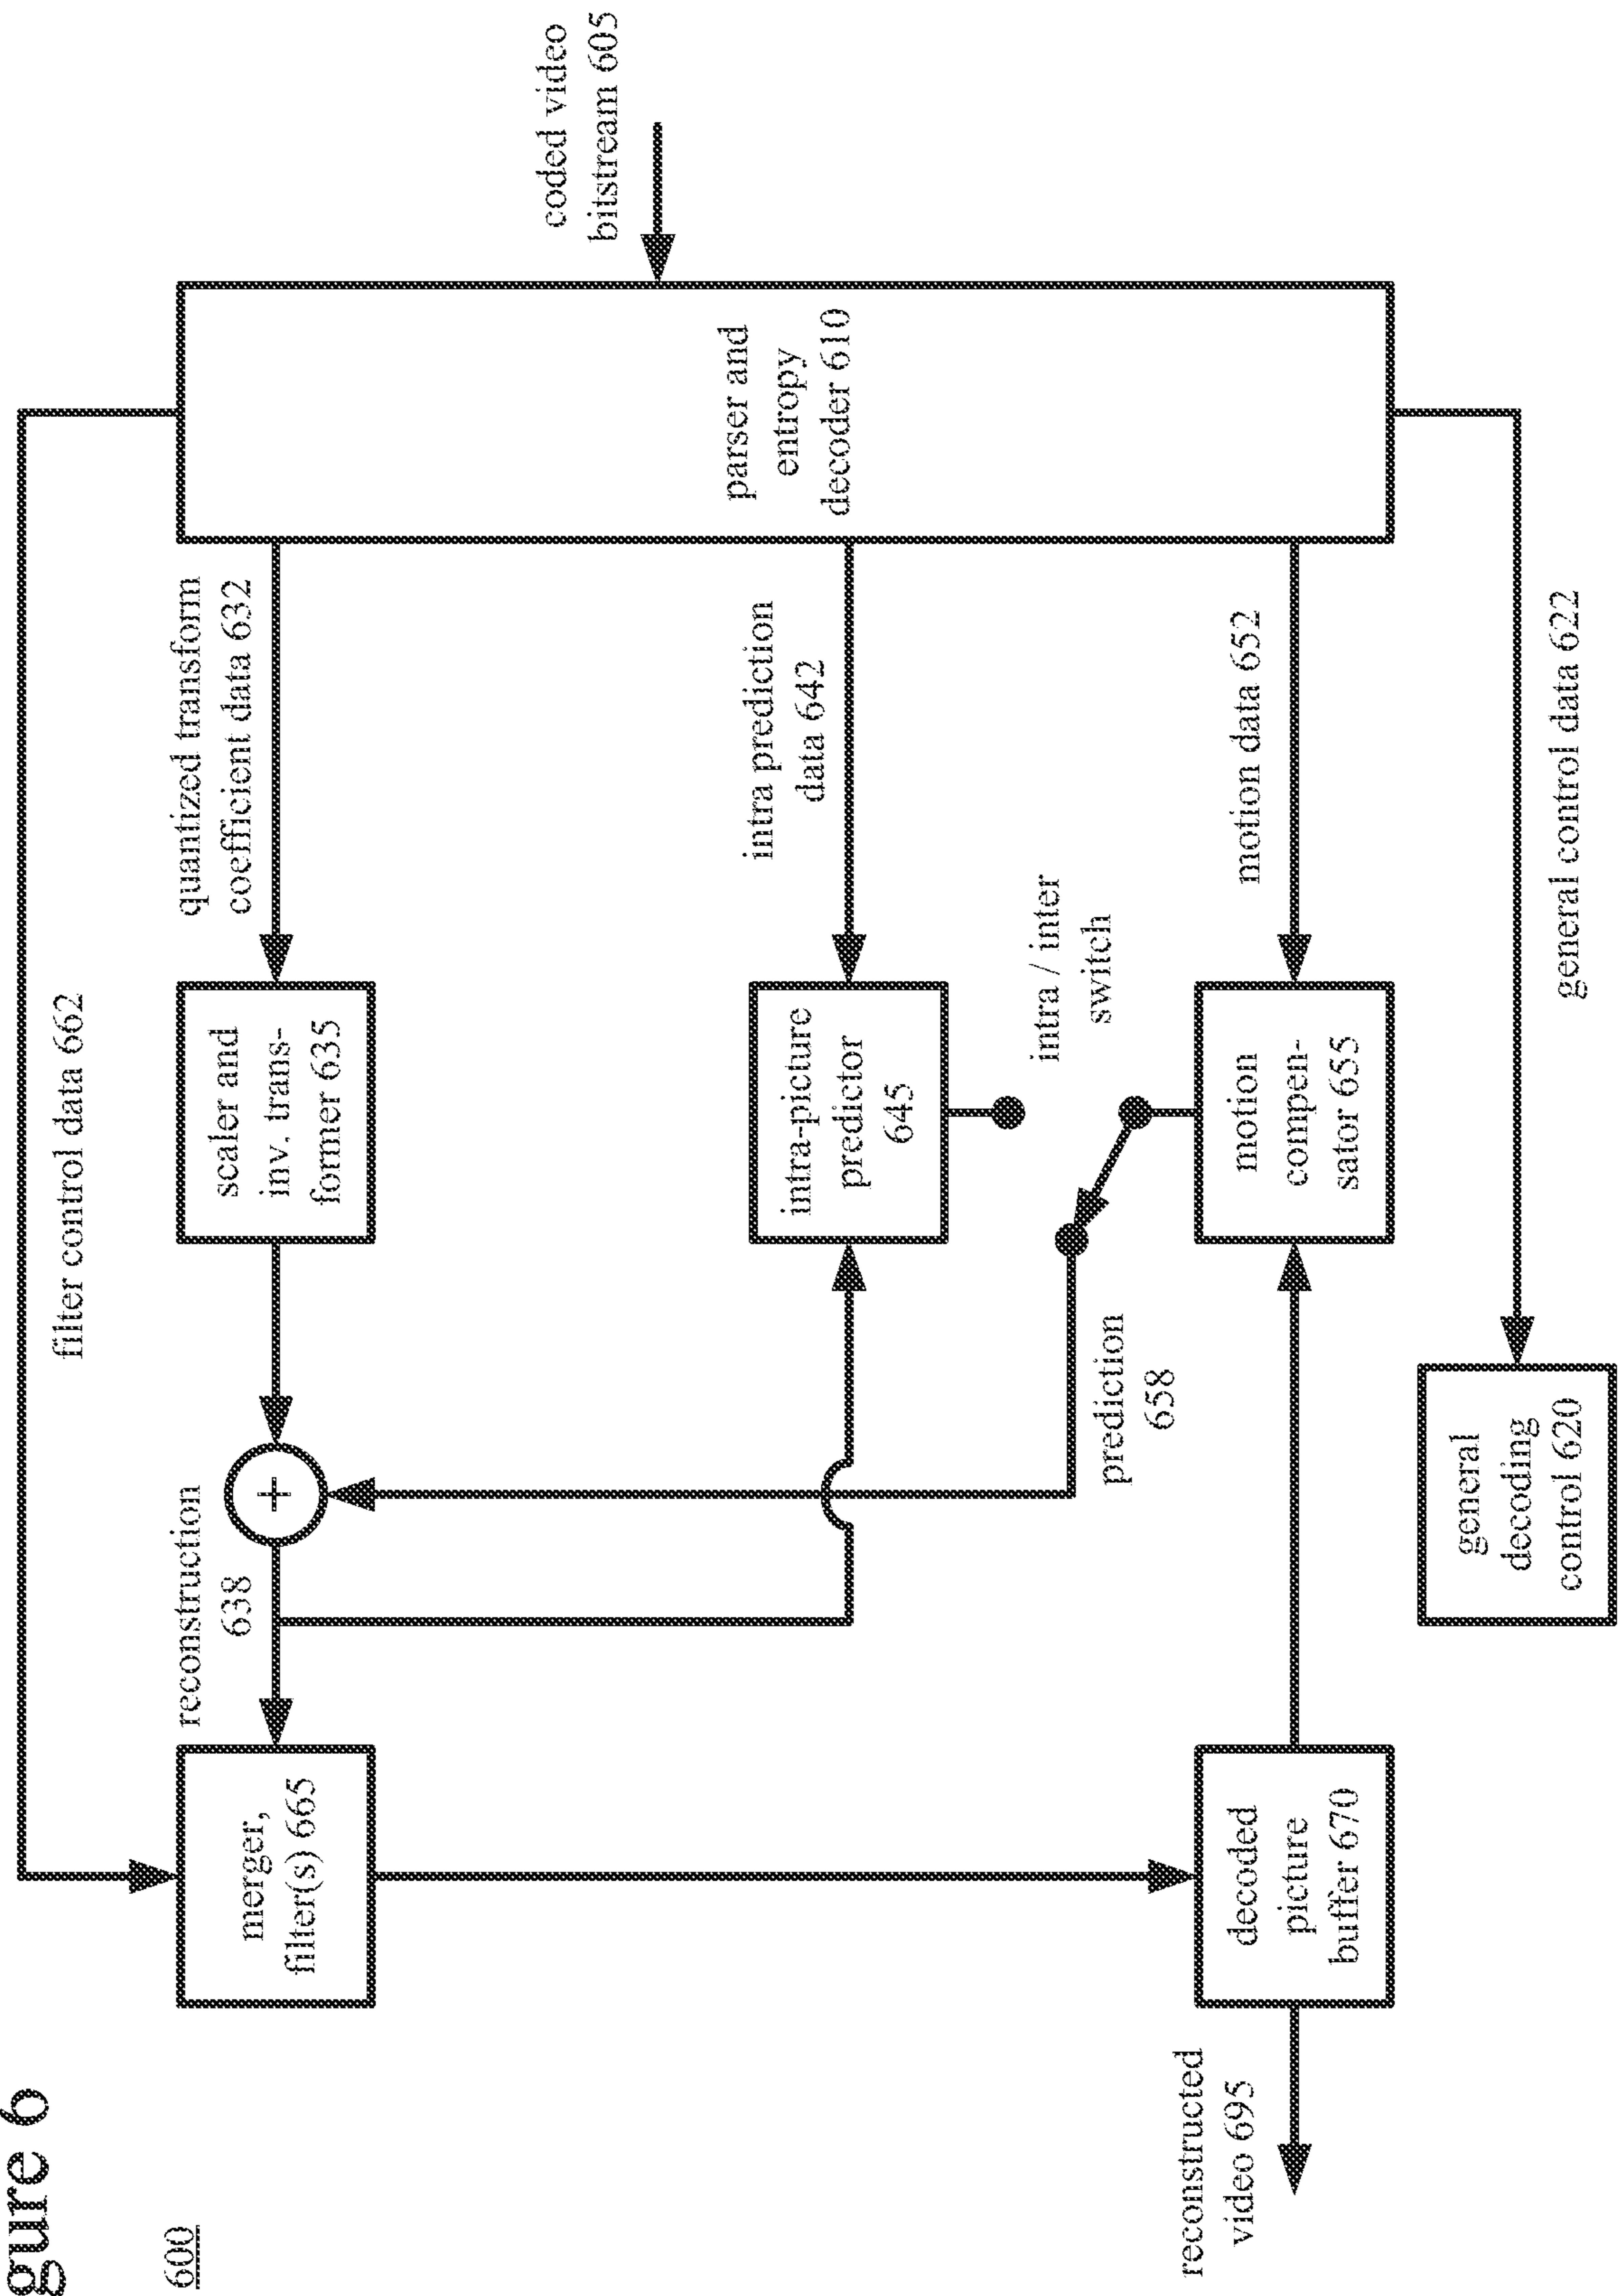 gure 6
600
filter control data 662
merger,
filter(s) 665
reconstruction
638
+
scaler and
inv. trans-
former 635
quantized transform
coefficient data 632
coded video
bitstream 605
parser and
entropy
decoder 610
intra-picture
predictor
645
intra prediction
data 642
intra / inter
switch
prediction
658
reconstructed
video 695
decoded
picture
buffer 670
motion
compen-
sator 655
motion data 652
general
decoding
control 620
general control data 622